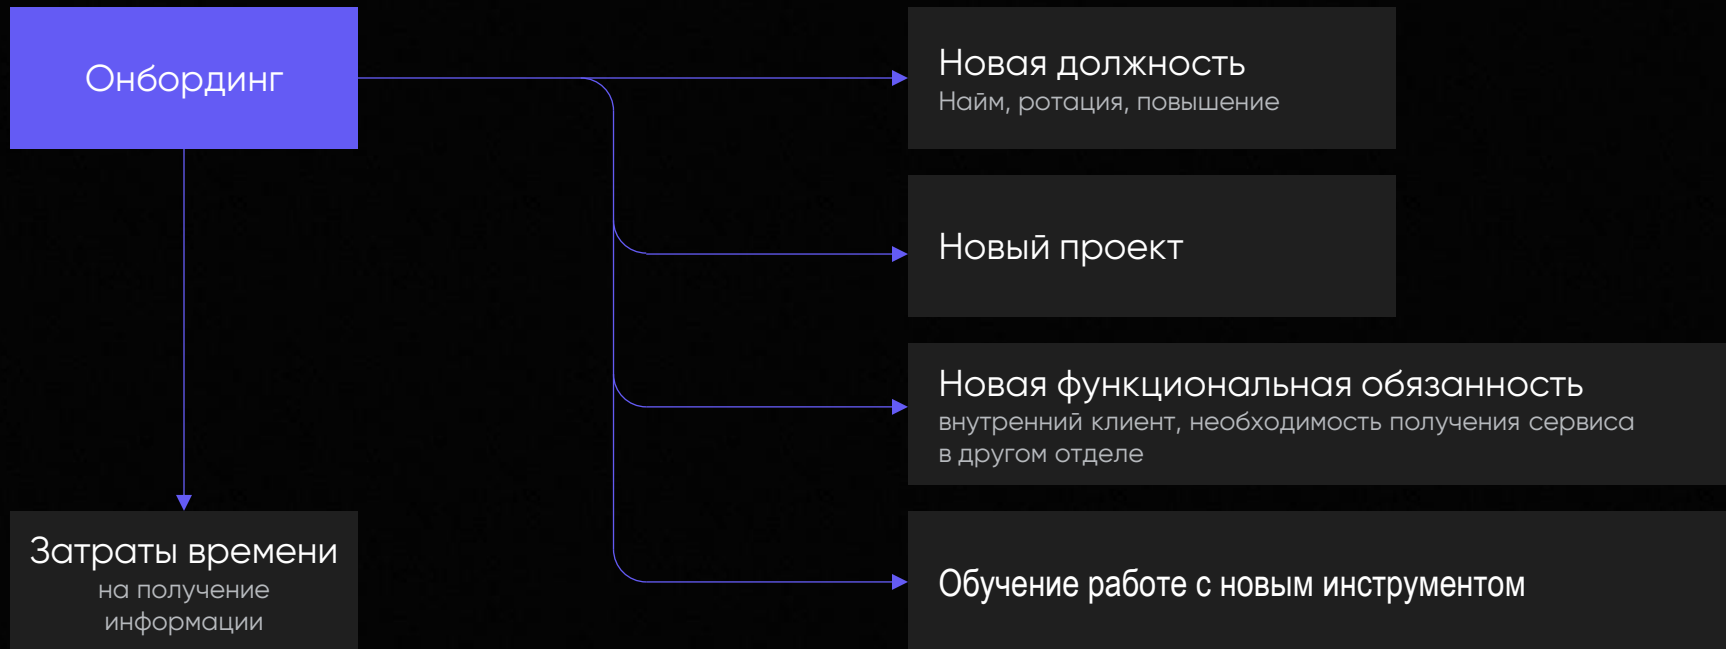 Онбординг
Новая должность
Найм, ротация, повышение
Новый проект
Новая функциональная обязанность
внутренний клиент, необходимость получения сервиса
в другом отделе
Затраты времени
на получение
информации
Обучение работе с новым инструментом